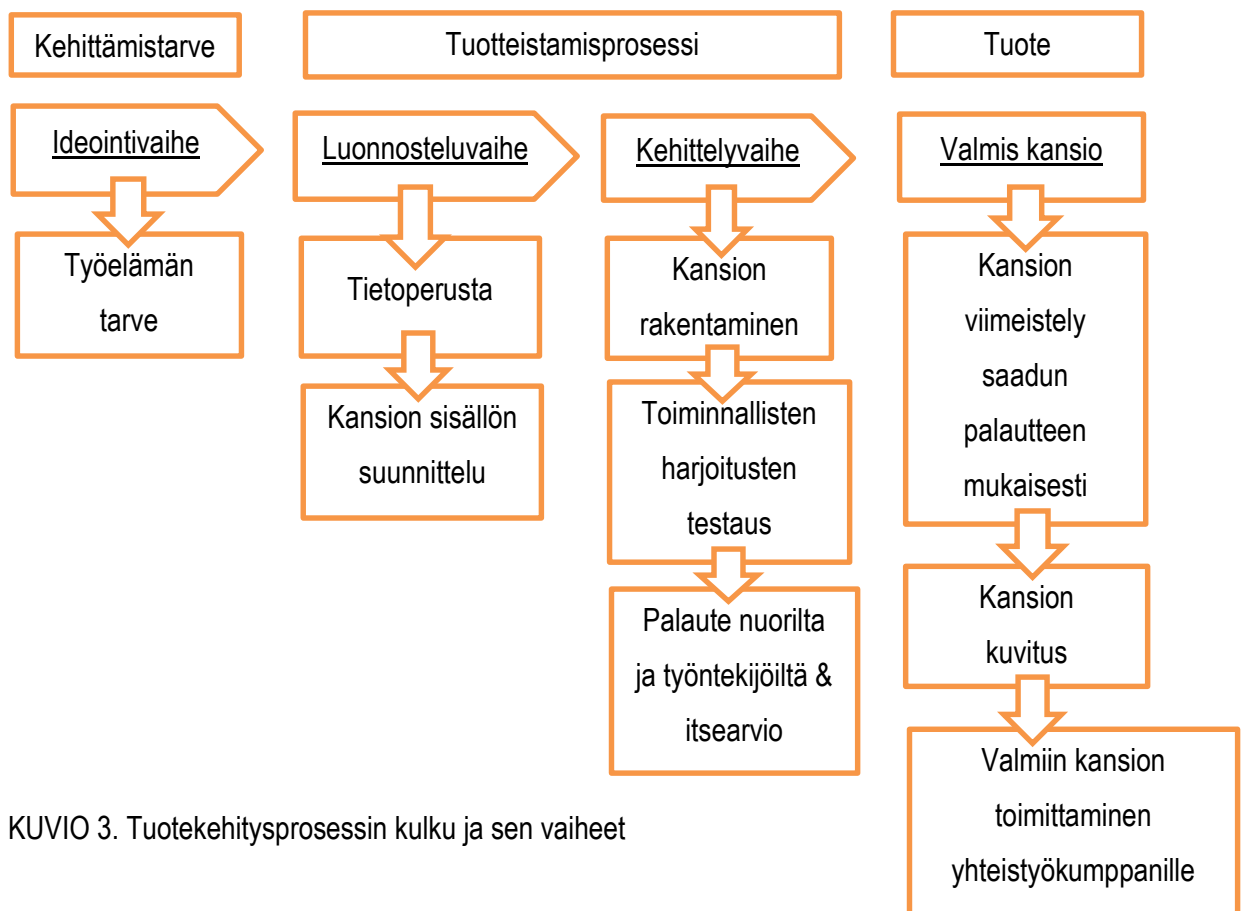 Kehittämistarve
Tuotteistamisprosessi
Tuote
Ideointivaihe
Luonnosteluvaihe
Kehittelyvaihe
Valmis kansio
Työelämän
tarve
Tietoperusta
Kansion sisällön
suunnittelu
Kansion
rakentaminen
Toiminnallisten
harjoitusten
testaus
Palaute nuorilta
ja työntekijöiltä &
itsearvio
Kansion
viimeistely
saadun
palautteen
mukaisesti
Kansion
kuvitus
Valmiin kansion
toimittaminen
yhteistyökumppanille
KUVIO 3. Tuotekehitysprosessin kulku ja sen vaiheet